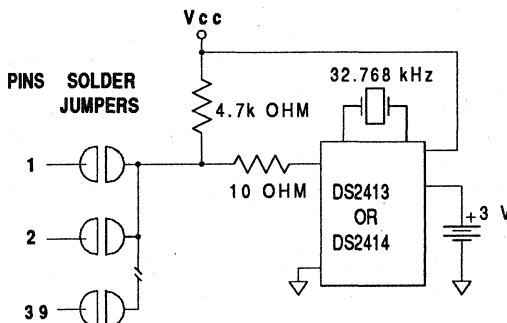 Vcc
PINS SOLDER
JUMPERS
32.768 kHz
4.7k OHM
1
10 OHM
DS2413
OR
DS2414
+ 3 V
2
39